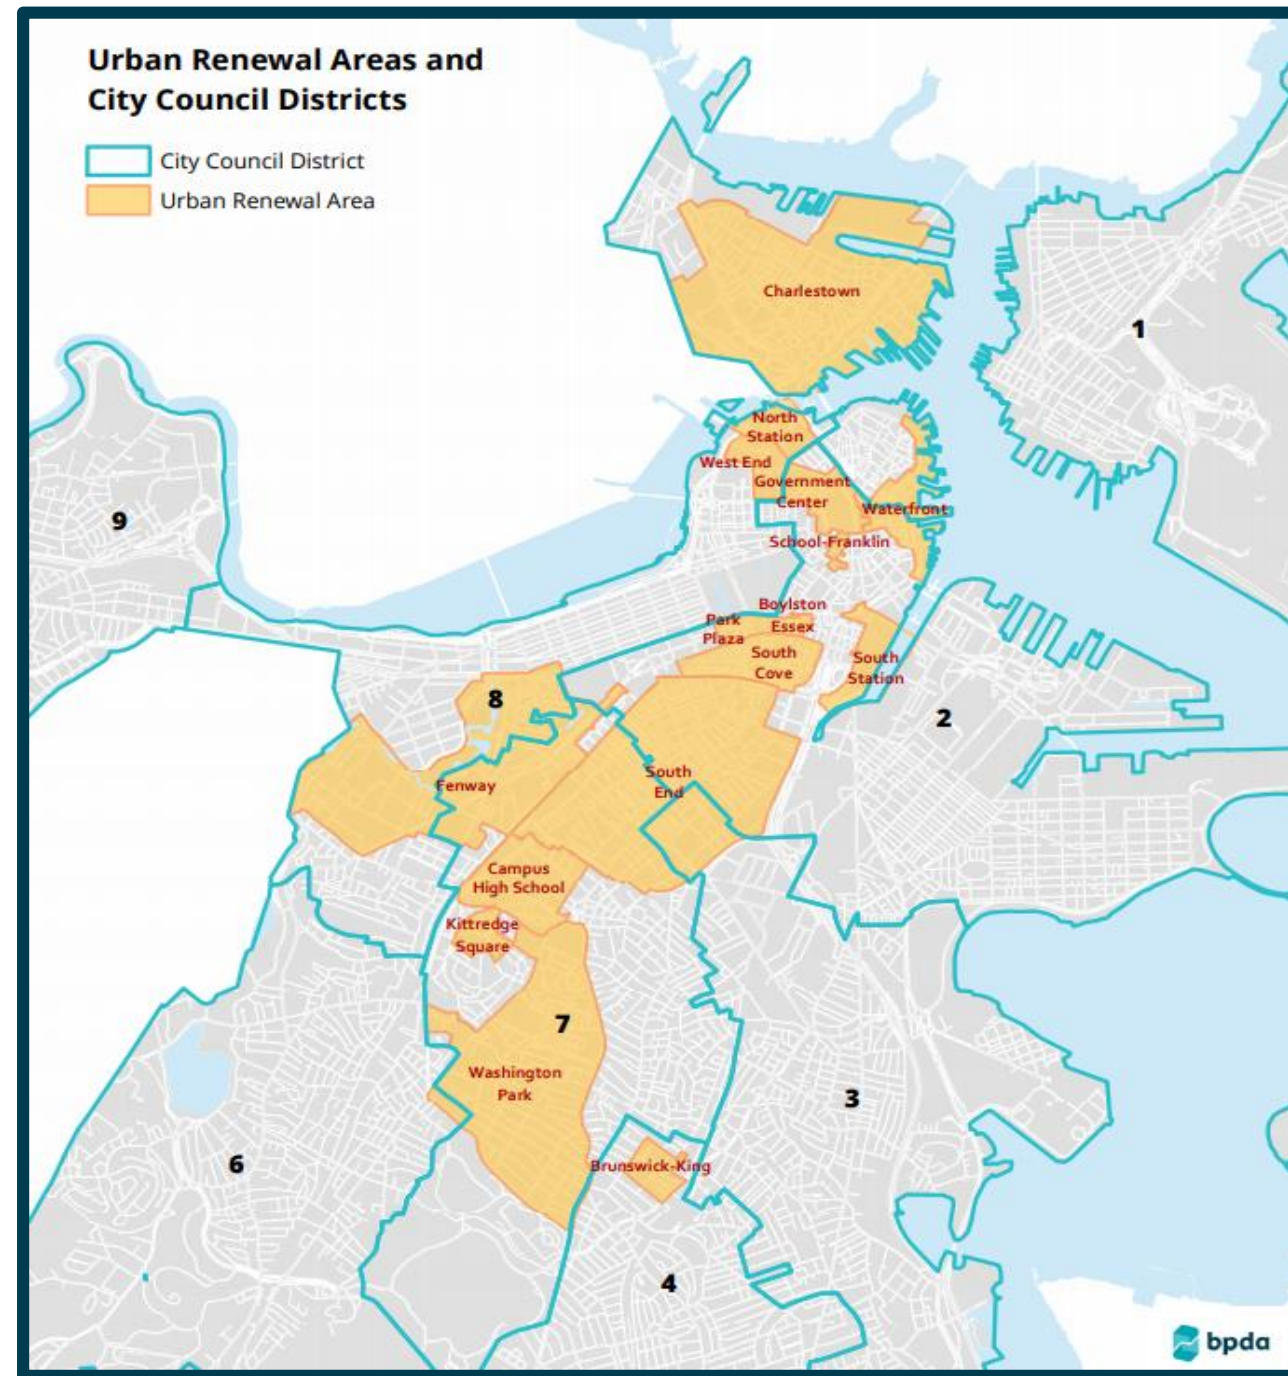 Urban Renewal Areas and
City Council Districts
City Council District
Urban Renewal Area
Charlestown
1
North
Station
West End
Government
Center
Waterfront
9
School-Franklin
Boylston
Essex
Park
Plaza
South
Cove
South
Station
8
2
South
End
Fenway
Campus
High School
Kittredge
Square
7
Washington
Park
3
6
Brunswick-King
4
bpda